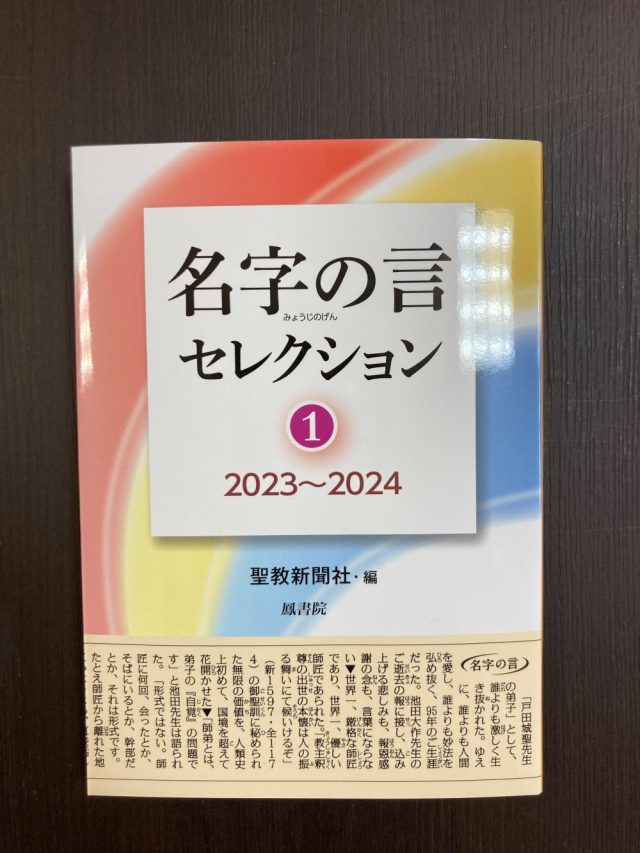 名字の言
みょうじのげん
セレクション
1
2023～2024
聖教新聞社・編
鳳書院
名字の言
「戸田城聖先生
の弟子」として、
誰よりも激しく生
き抜かれた。ゆえ
に、誰よりも人間
を愛し、誰よりも妙法を
弘め抜く、95年のご生涯
だった。池田大作先生の
ご逝去の報に接し、込み
上げる悲しみも、報恩感
謝の念も、言葉にならな
い▼世界一、厳格な師匠
であり、世界一、優しい
師匠であられた。「教主釈
尊の出世の本懐は人の振
る舞いにて候いけるぞ」
（新1597・全117
4）の御聖訓に秘められ
た無限の価値を、人類史
上初めて、国境を超えて
花開かせた▼「師弟とは、
弟子の『自覚』の問題で
す」と池田先生は語られ
た。「形式ではない。師
匠に何回、会ったとか、
そばにいるとか、幹部だ
とか、それは形式です。
たとえ師匠から離れた地